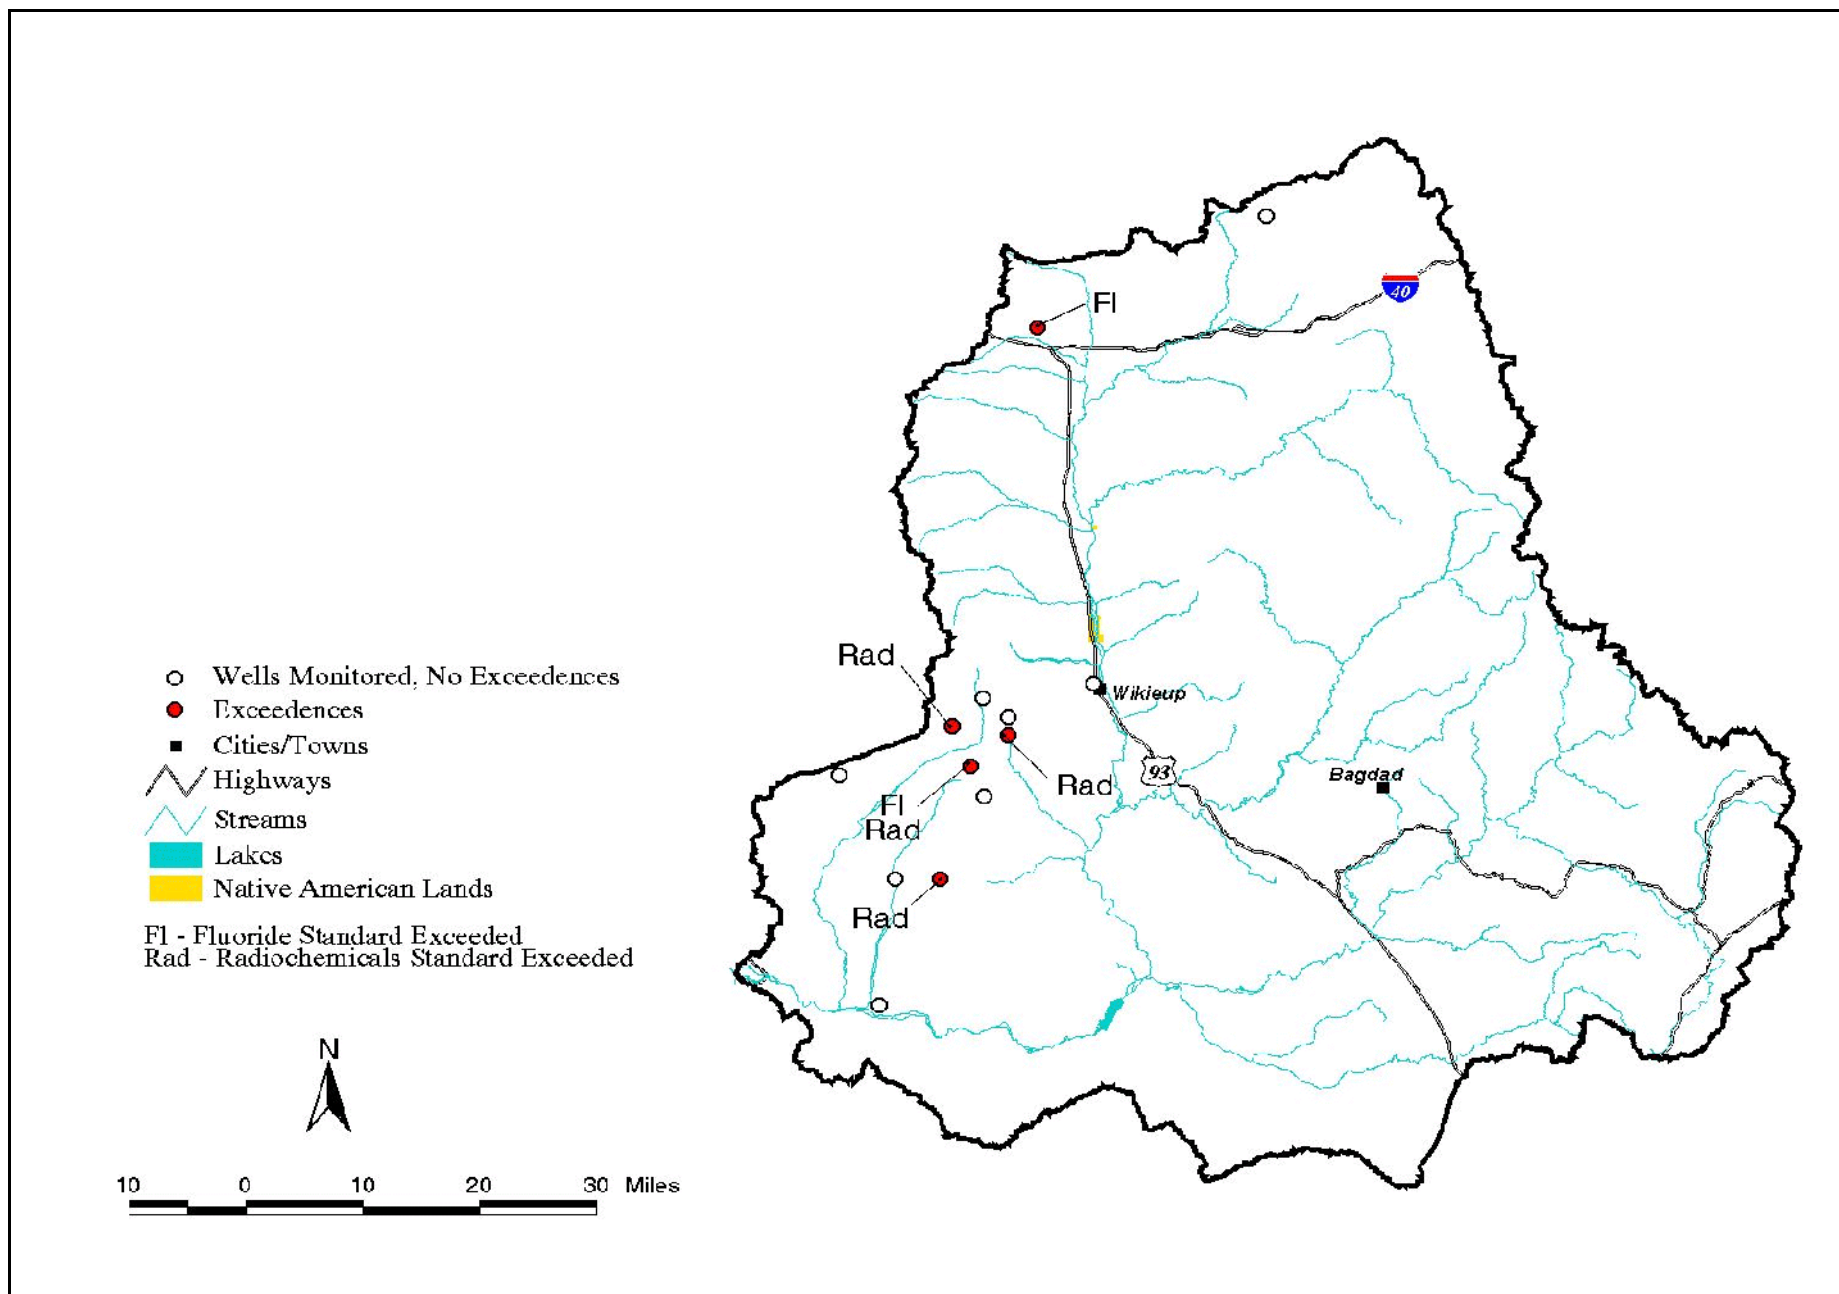 40
Fl
Rad
Wells Monitored, No Exceedences
Exceedences
Wikieup
Cities/Towns
93
Bagdad
Highways
Rad
Fl
Rad
Streams
Lakes
Native American Lands
Rad
Fl - Fluoride Standard Exceeded
Rad - Radiochemicals Standard Exceeded
N
10 0 10 20 30 Miles